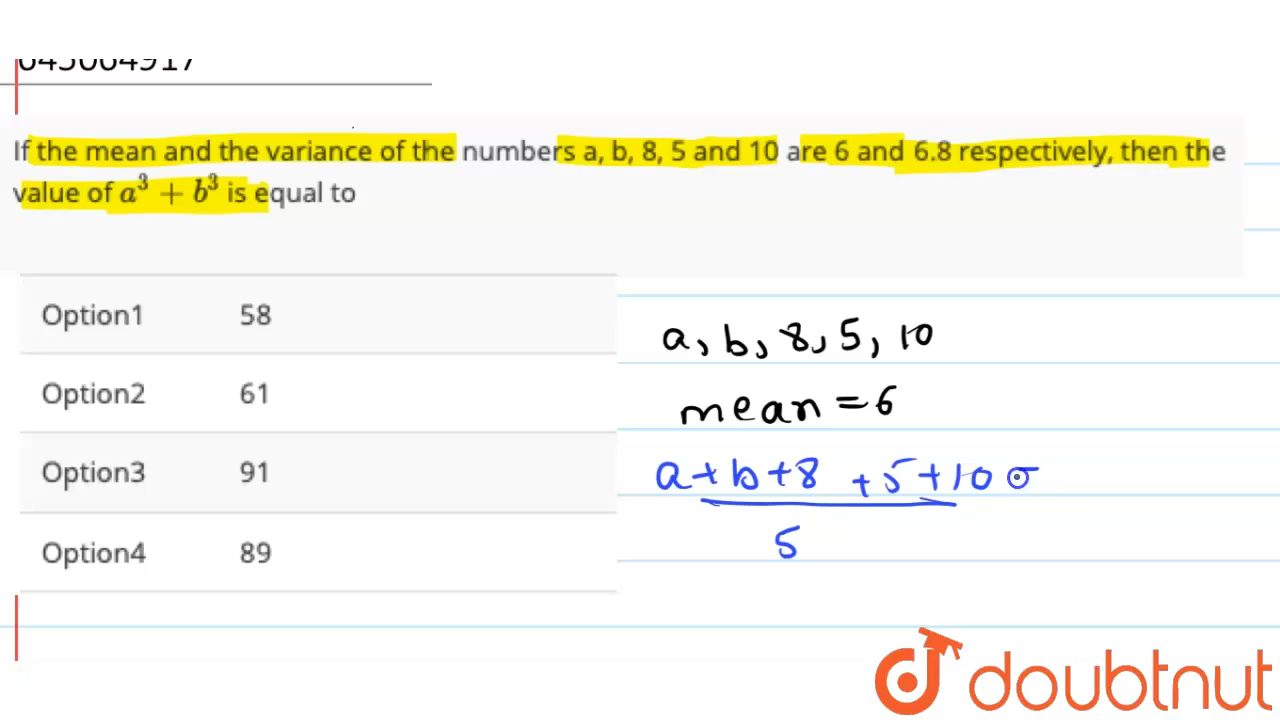 645064917
If the mean and the variance of the numbers a, b, 8, 5 and 10 are 6 and 6.8 respectively, then the
value of a³ + b³ is equal to
Option1 58
Option2 61
Option3 91
Option4 89
a, b, 8, 5, 10
mean = 6
a+b+8 +5+10
5
doubtnut